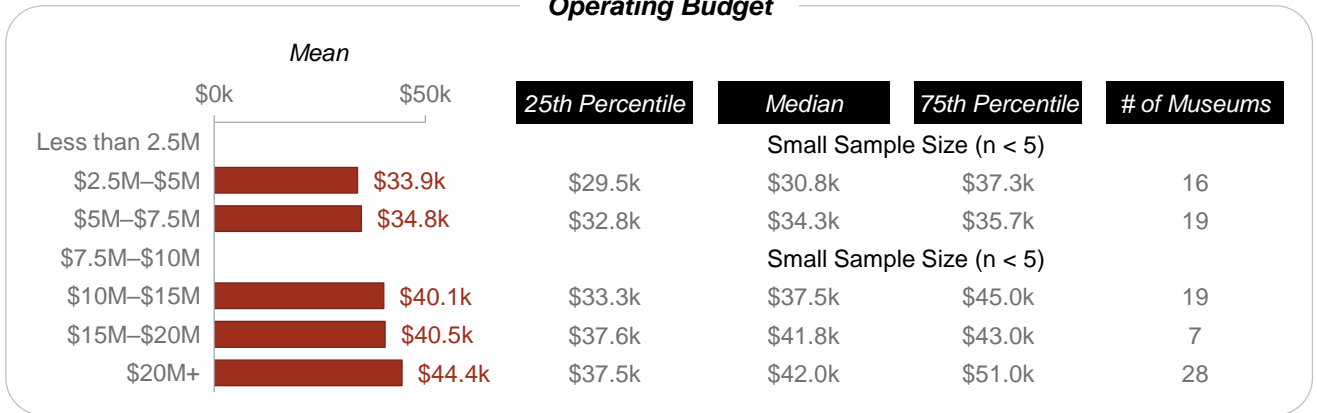 Operating Budget
Mean
$0k $50k 25th Percentile Median 75th Percentile # of Museums
Less than 2.5M Small Sample Size (n < 5)
$2.5M–$5M $33.9k $29.5k $30.8k $37.3k 16
$5M–$7.5M $34.8k $32.8k $34.3k $35.7k 19
$7.5M–$10M Small Sample Size (n < 5)
$10M–$15M $40.1k $33.3k $37.5k $45.0k 19
$15M–$20M $40.5k $37.6k $41.8k $43.0k 7
$20M+ $44.4k $37.5k $42.0k $51.0k 28